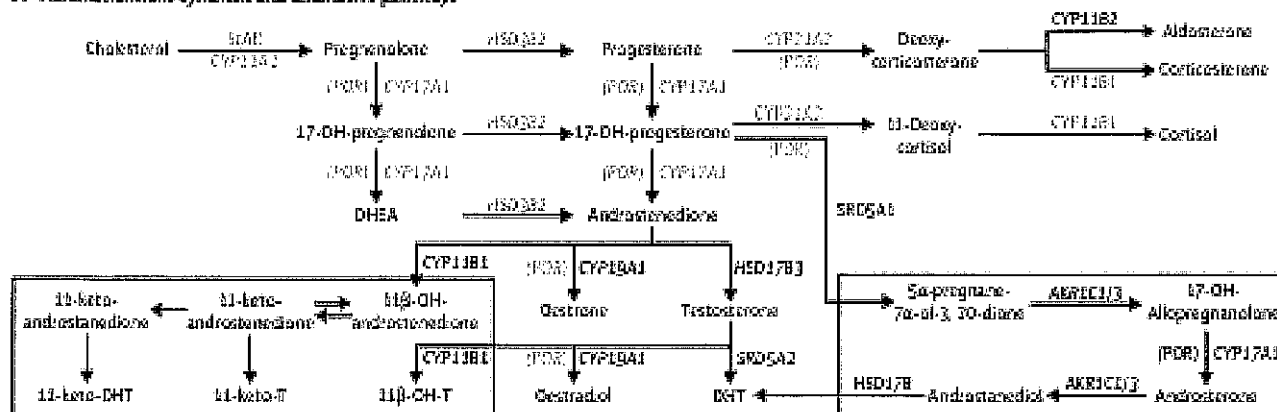 CYP11B2
Cholesterol StAR Pregnenolone HSD3B2 Progesterone CYP21A2 Deoxy- Aldosterone
CYP11A1 (POR) corticosterone Corticosterone
CYP11B1
(POR) CYP17A1 (POR) CYP17A1
17-OH-pregnenolone HSD3B2 17-OH-progesterone CYP21A2 11-Deoxy- CYP11B1 Cortisol
(POR) cortisol
(POR) CYP17A1 (POR) CYP17A1
DHEA HSD3B2 Androstenedione SRD5A1
CYP11B1 (POR) CYP19A1 HSD17B3
11-keto- 11-keto- 11β-OH- 5α-pregnane- AKR1C1/3 17-OH-
androstanedione androstenedione androstenedione Oestrone Testosterone 7α-ol-3, 20-dione Allopregnanolone
CYP11B1 (POR) CYP19A1 SRD5A2 (POR) CYP17A1
11-keto-DHT 11-keto-T 11β-OH-T Oestradiol DHT HSD17B Androstanediol AKR1C1/3 Androsterone